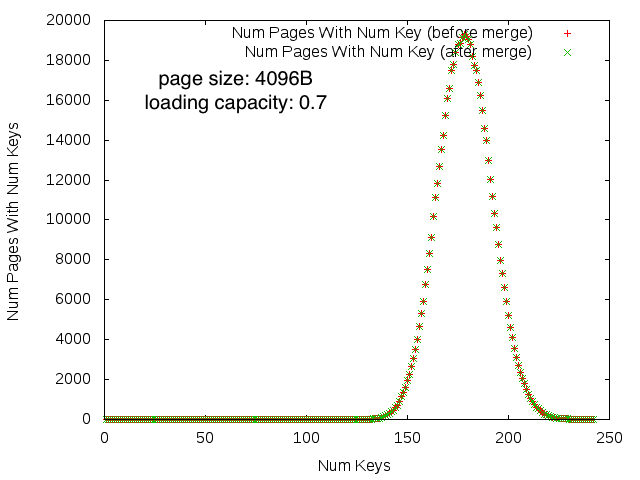 20000
18000
16000
14000
12000
10000
8000
6000
4000
2000
0
Num Pages With Num Keys
Num Pages With Num Key (before merge)
Num Pages With Num Key (after merge)
page size: 4096B
loading capacity: 0.7
0 50 100 150 200 250
Num Keys